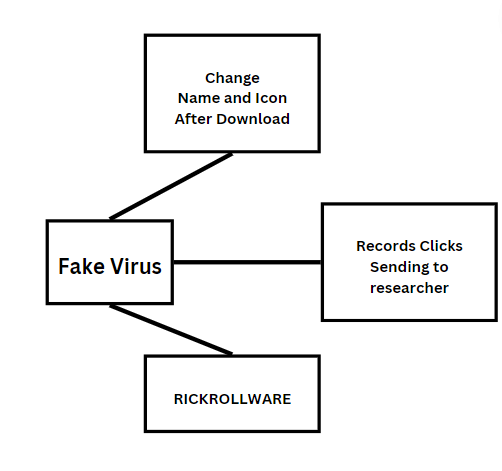 Change
Name and Icon
After Download
Fake Virus
Records Clicks
Sending to
researcher
RICKROLLWARE